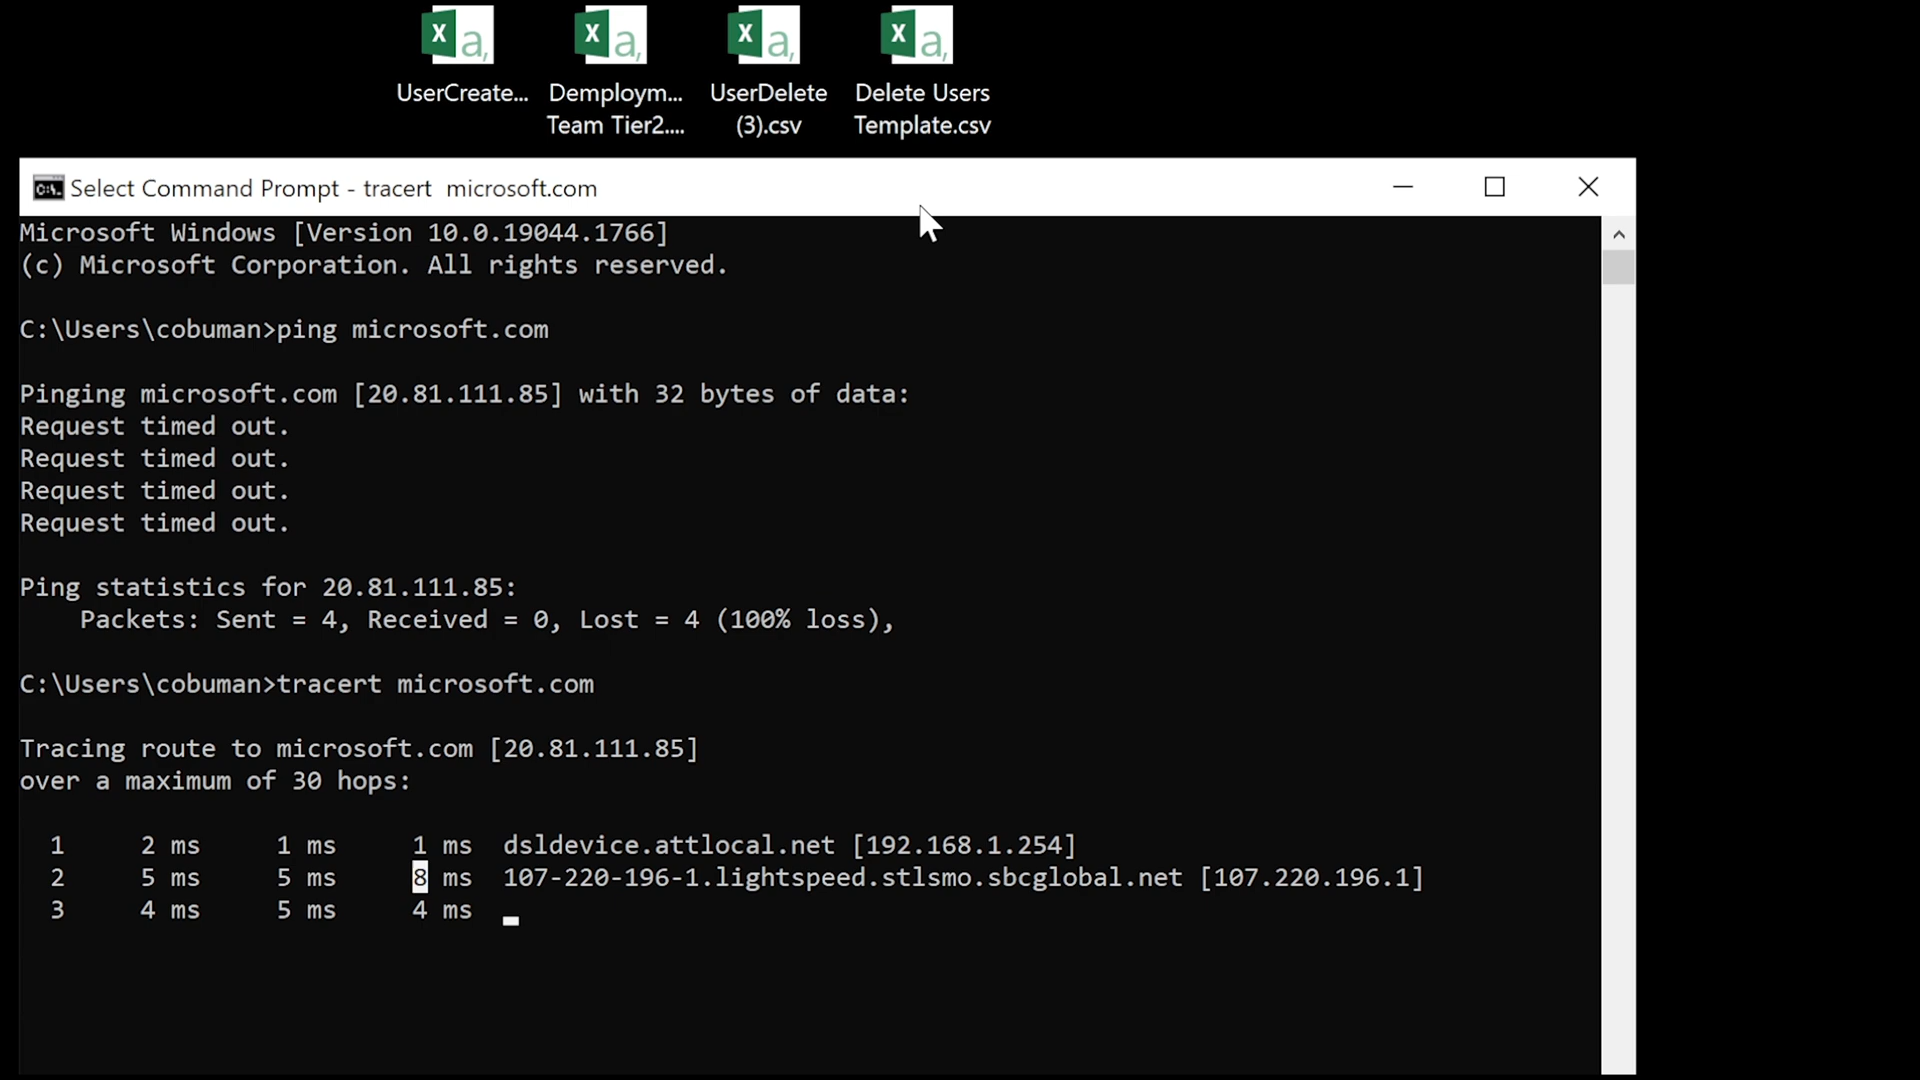 UserCreate... Demploym... UserDelete Delete Users
Team Tier2.... (3).csv Template.csv
Select Command Prompt - tracert  microsoft.com
Microsoft Windows [Version 10.0.19044.1766]
(c) Microsoft Corporation. All rights reserved.
C:\Users\cobuman>ping microsoft.com
Pinging microsoft.com [20.81.111.85] with 32 bytes of data:
Request timed out.
Request timed out.
Request timed out.
Request timed out.
Ping statistics for 20.81.111.85:
    Packets: Sent = 4, Received = 0, Lost = 4 (100% loss),
C:\Users\cobuman>tracert microsoft.com
Tracing route to microsoft.com [20.81.111.85]
over a maximum of 30 hops:
  1     2 ms     1 ms     1 ms  dsldevice.attlocal.net [192.168.1.254]
  2     5 ms     5 ms     8 ms  107-220-196-1.lightspeed.stlsmo.sbcglobal.net [107.220.196.1]
  3     4 ms     5 ms     4 ms